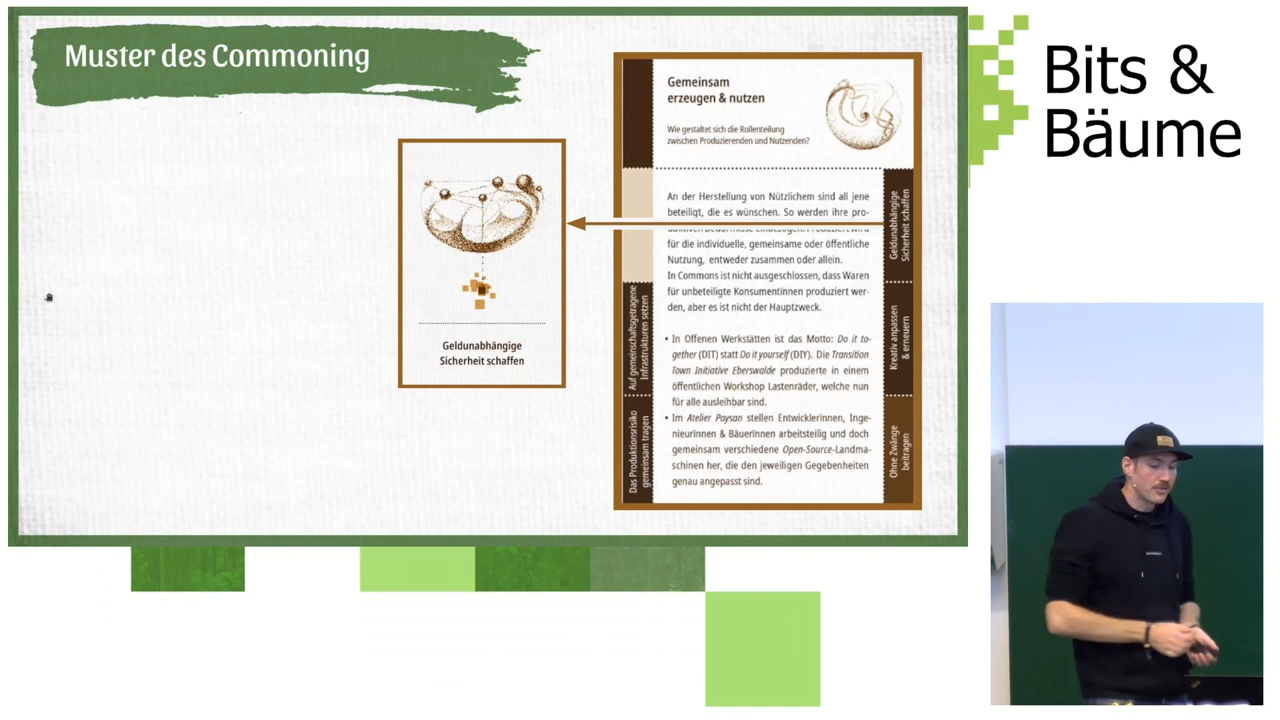 Muster des Commoning
Bits &
Bäume
Geldunabhängige
Sicherheit schaffen
Gemeinsam
erzeugen & nutzen
Wie gestaltet sich die Rollenteilung
zwischen Produzierenden und Nutzenden?
An der Herstellung von Nützlichem sind all jene
beteiligt, die es wünschen. So werden ihre pro-
für die individuelle, gemeinsame oder öffentliche
Nutzung, entweder zusammen oder allein.
In Commons ist nicht ausgeschlossen, dass Waren
für unbeteiligte Konsumentinnen produziert wer-
den, aber es ist nicht der Hauptzweck.
• In Offenen Werkstätten ist das Motto: Do it to-
gether (DIT) statt Do it yourself (DIY). Die Transition
Town Initiative Eberswalde produzierte in einem
öffentlichen Workshop Lastenräder, welche nun
für alle ausleihbar sind.
• Im Atelier Paysan stellen Entwicklerinnen, Inge-
nieurinnen & Bäuerinnen arbeitsteilig und doch
gemeinsam verschiedene Open-Source-Landma-
schinen her, die den jeweiligen Gegebenheiten
genau angepasst sind.
Auf gemeinschaftsgetragene
Infrastrukturen setzen
Das Produktionsrisiko
gemeinsam tragen
Geldunabhängige
Sicherheit schaffen
Kreativ anpassen
& erneuern
Ohne Zwänge
beitragen